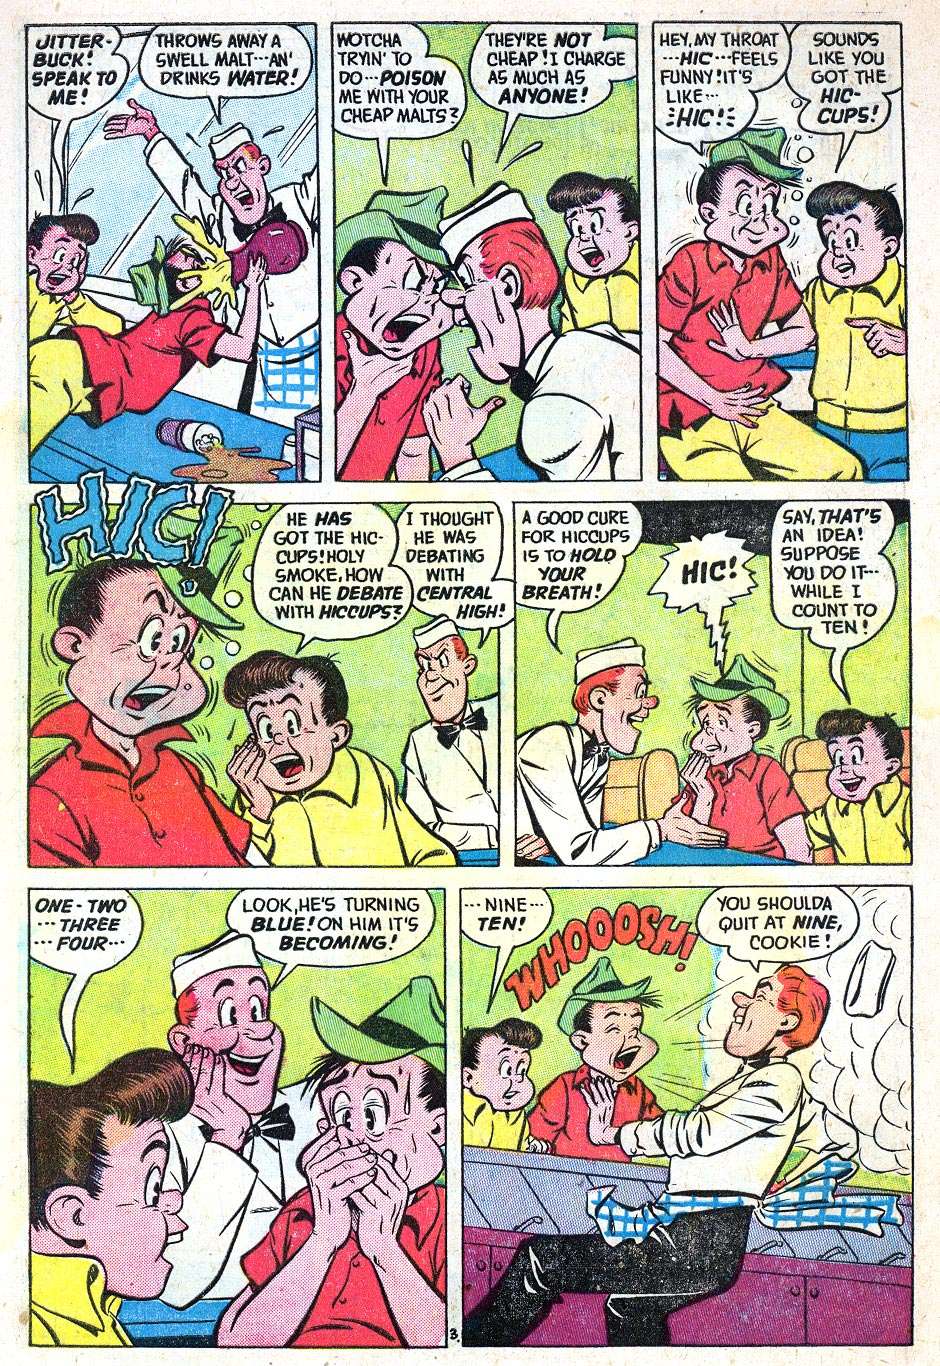 JITTER-
BUCK!
SPEAK TO
ME!
THROWS AWAY A
SWELL MALT---AN'
DRINKS WATER!
WOTCHA
TRYIN' TO
DO---POISON
ME WITH YOUR
CHEAP MALTS?
THEY'RE NOT
CHEAP! I CHARGE
AS MUCH AS
ANYONE!
HEY, MY THROAT
---HIC---FEELS
FUNNY! IT'S
LIKE---
HIC!
SOUNDS
LIKE YOU
GOT THE
HIC-
CUPS!
HIC!
HE HAS
GOT THE HIC-
CUPS! HOLY
SMOKE, HOW
CAN HE DEBATE
WITH HICCUPS?
I THOUGHT
HE WAS
DEBATING
WITH
CENTRAL
HIGH!
A GOOD CURE
FOR HICCUPS
IS TO HOLD
YOUR
BREATH!
HIC!
SAY, THAT'S
AN IDEA!
SUPPOSE
YOU DO IT---
WHILE I
COUNT TO
TEN!
ONE-TWO
---THREE
---FOUR---
LOOK, HE'S TURNING
BLUE! ON HIM IT'S
BECOMING!
3.
---NINE---
TEN!
WHOOOSH!
YOU SHOULDA
QUIT AT NINE,
COOKIE!